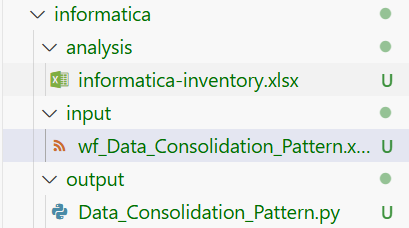 informatica
analysis
informatica-inventory.xlsx U
input
wf_Data_Consolidation_Pattern.x... U
output
Data_Consolidation_Pattern.py U